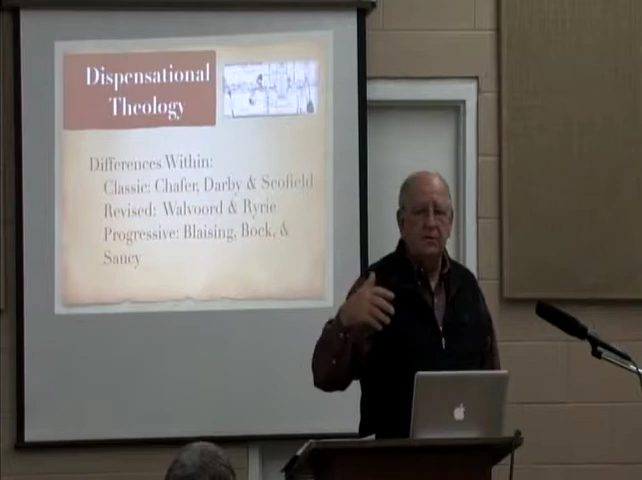 Dispensational
Theology
Differences Within:
Classic: Chafer, Darby & Scofield
Revised: Walvoord & Ryrie
Progressive: Blaising, Bock, &
Saucy